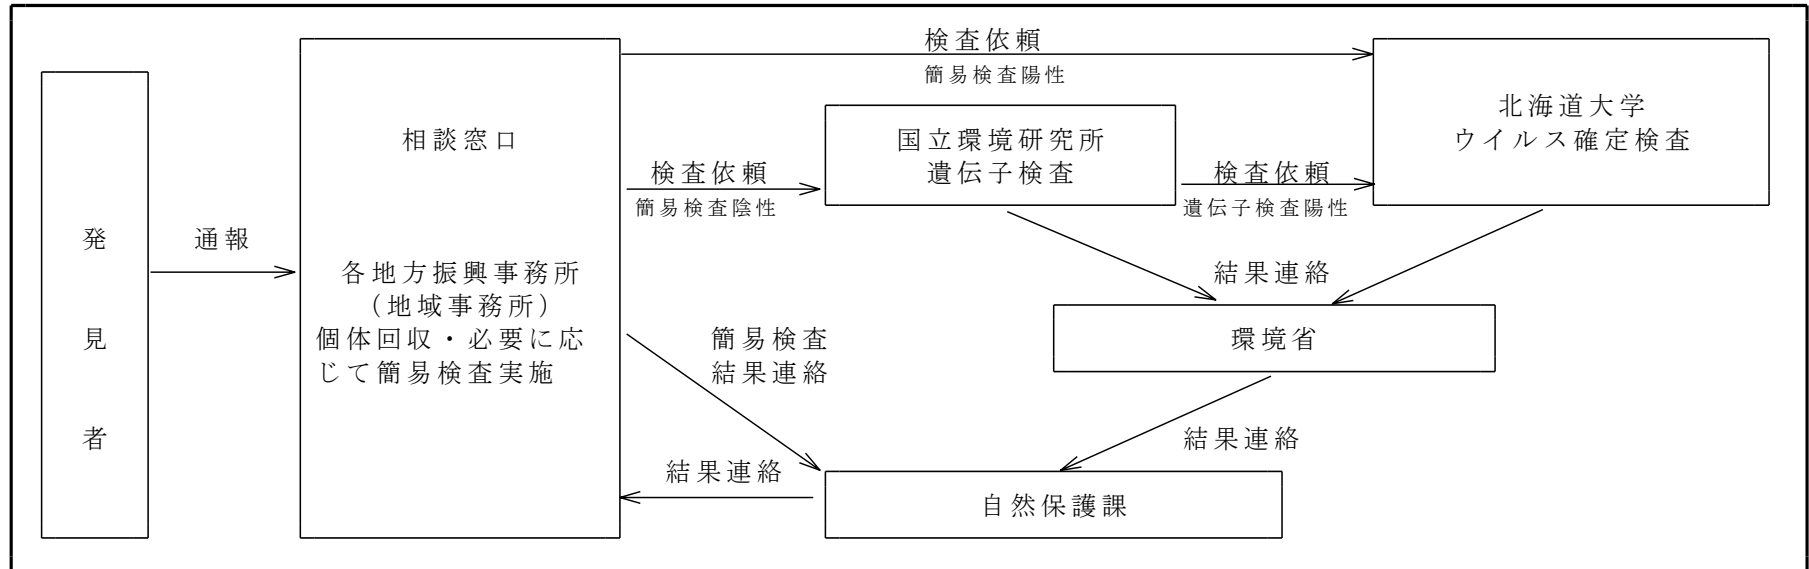 発見者
通報
相談窓口
各地方振興事務所
（地域事務所）
個体回収・必要に応
じて簡易検査実施
検査依頼
簡易検査陽性
検査依頼
簡易検査陰性
国立環境研究所
遺伝子検査
検査依頼
遺伝子検査陽性
北海道大学
ウイルス確定検査
結果連絡
環境省
簡易検査
結果連絡
結果連絡
結果連絡
自然保護課